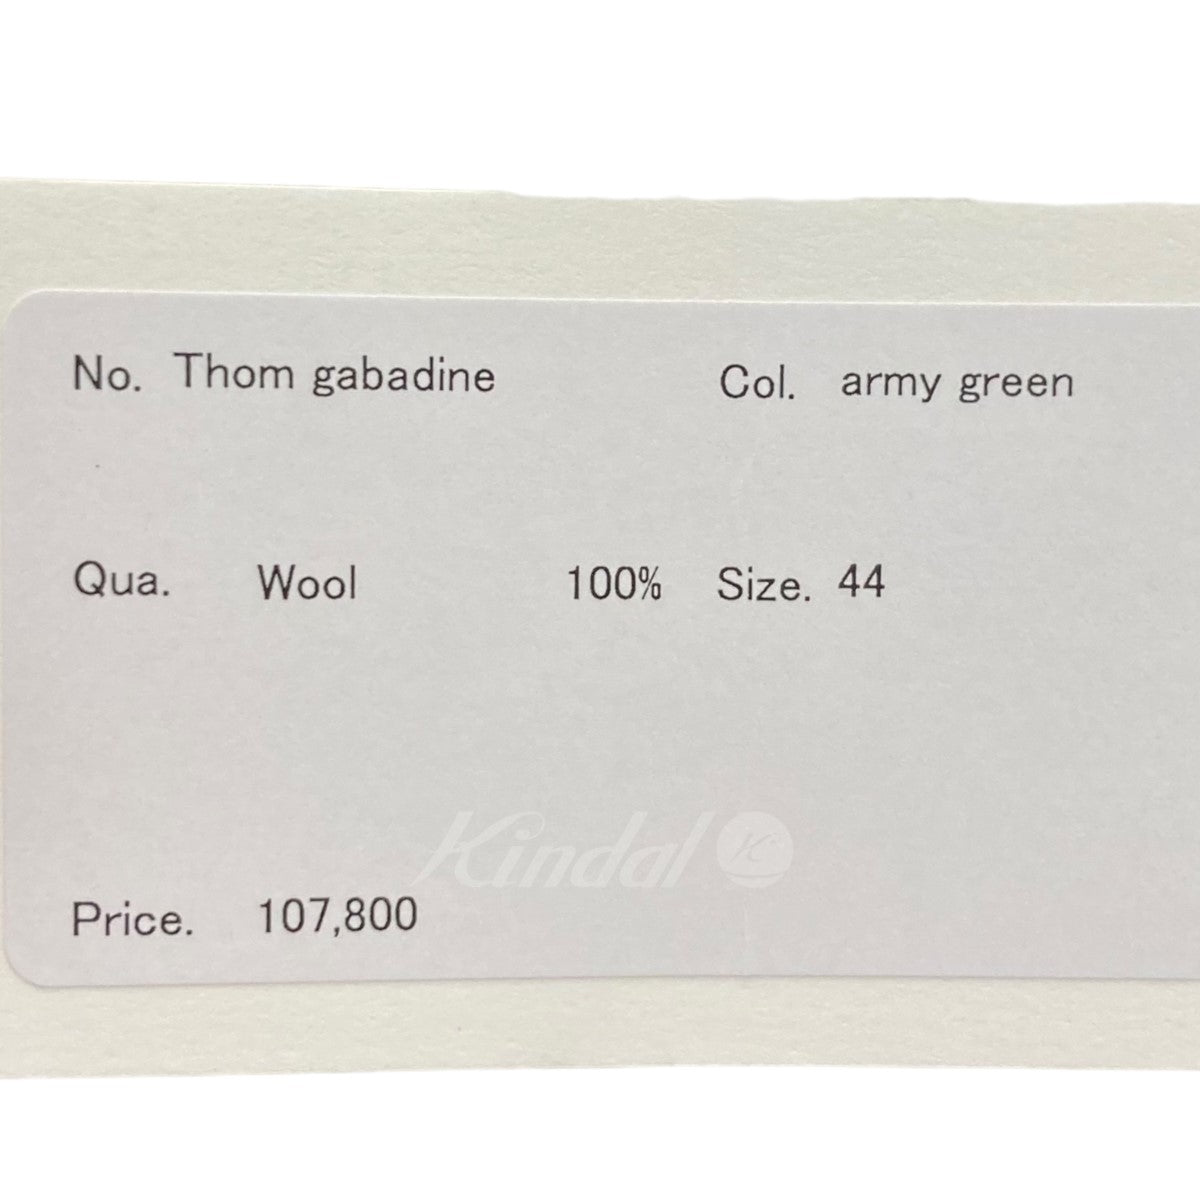 No. Thom gabadine Col. army green
Qua. Wool 100% Size. 44
Kindal K
Price. 107,800